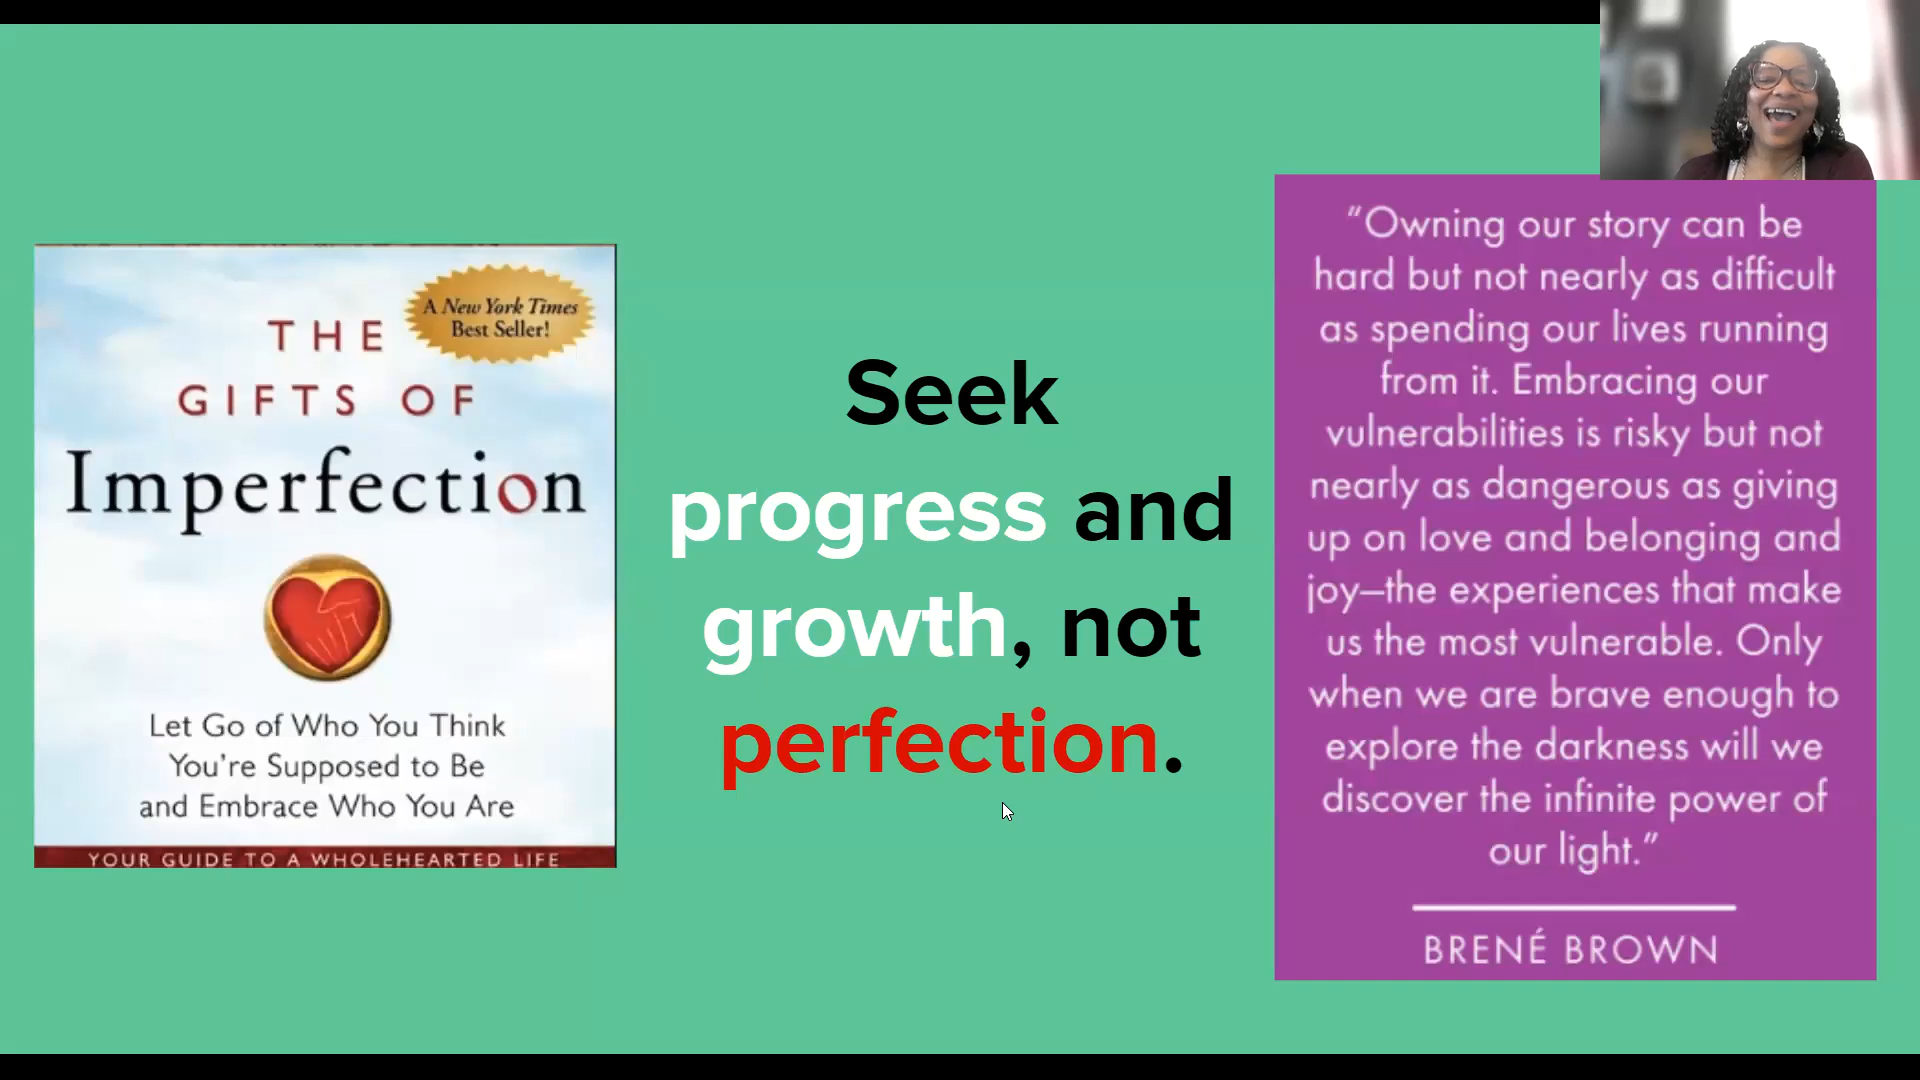 THE
GIFTS OF
Imperfection
A New York Times
Best Seller!
Let Go of Who You Think
You're Supposed to Be
and Embrace Who You Are
YOUR GUIDE TO A WHOLEHEARTED LIFE
Seek
progress and
growth, not
perfection.
“Owning our story can be
hard but not nearly as difficult
as spending our lives running
from it. Embracing our
vulnerabilities is risky but not
nearly as dangerous as giving
up on love and belonging and
joy—the experiences that make
us the most vulnerable. Only
when we are brave enough to
explore the darkness will we
discover the infinite power of
our light.”
BRENÉ BROWN